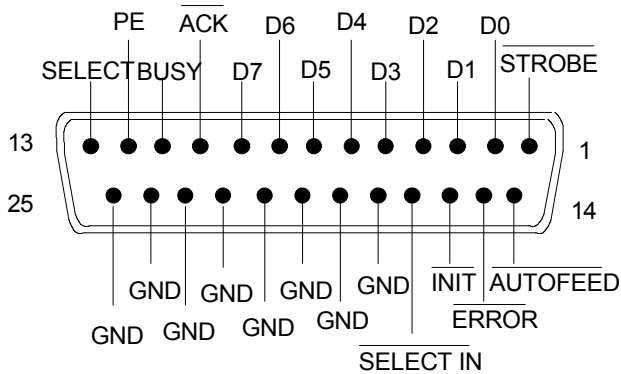 PE ACK D6 D4 D2 D0
SELECT BUSY D7 D5 D3 D1 STROBE
13 1
25 14
GND GND GND GND INIT AUTOFEED
GND GND GND GND ERROR
SELECT IN